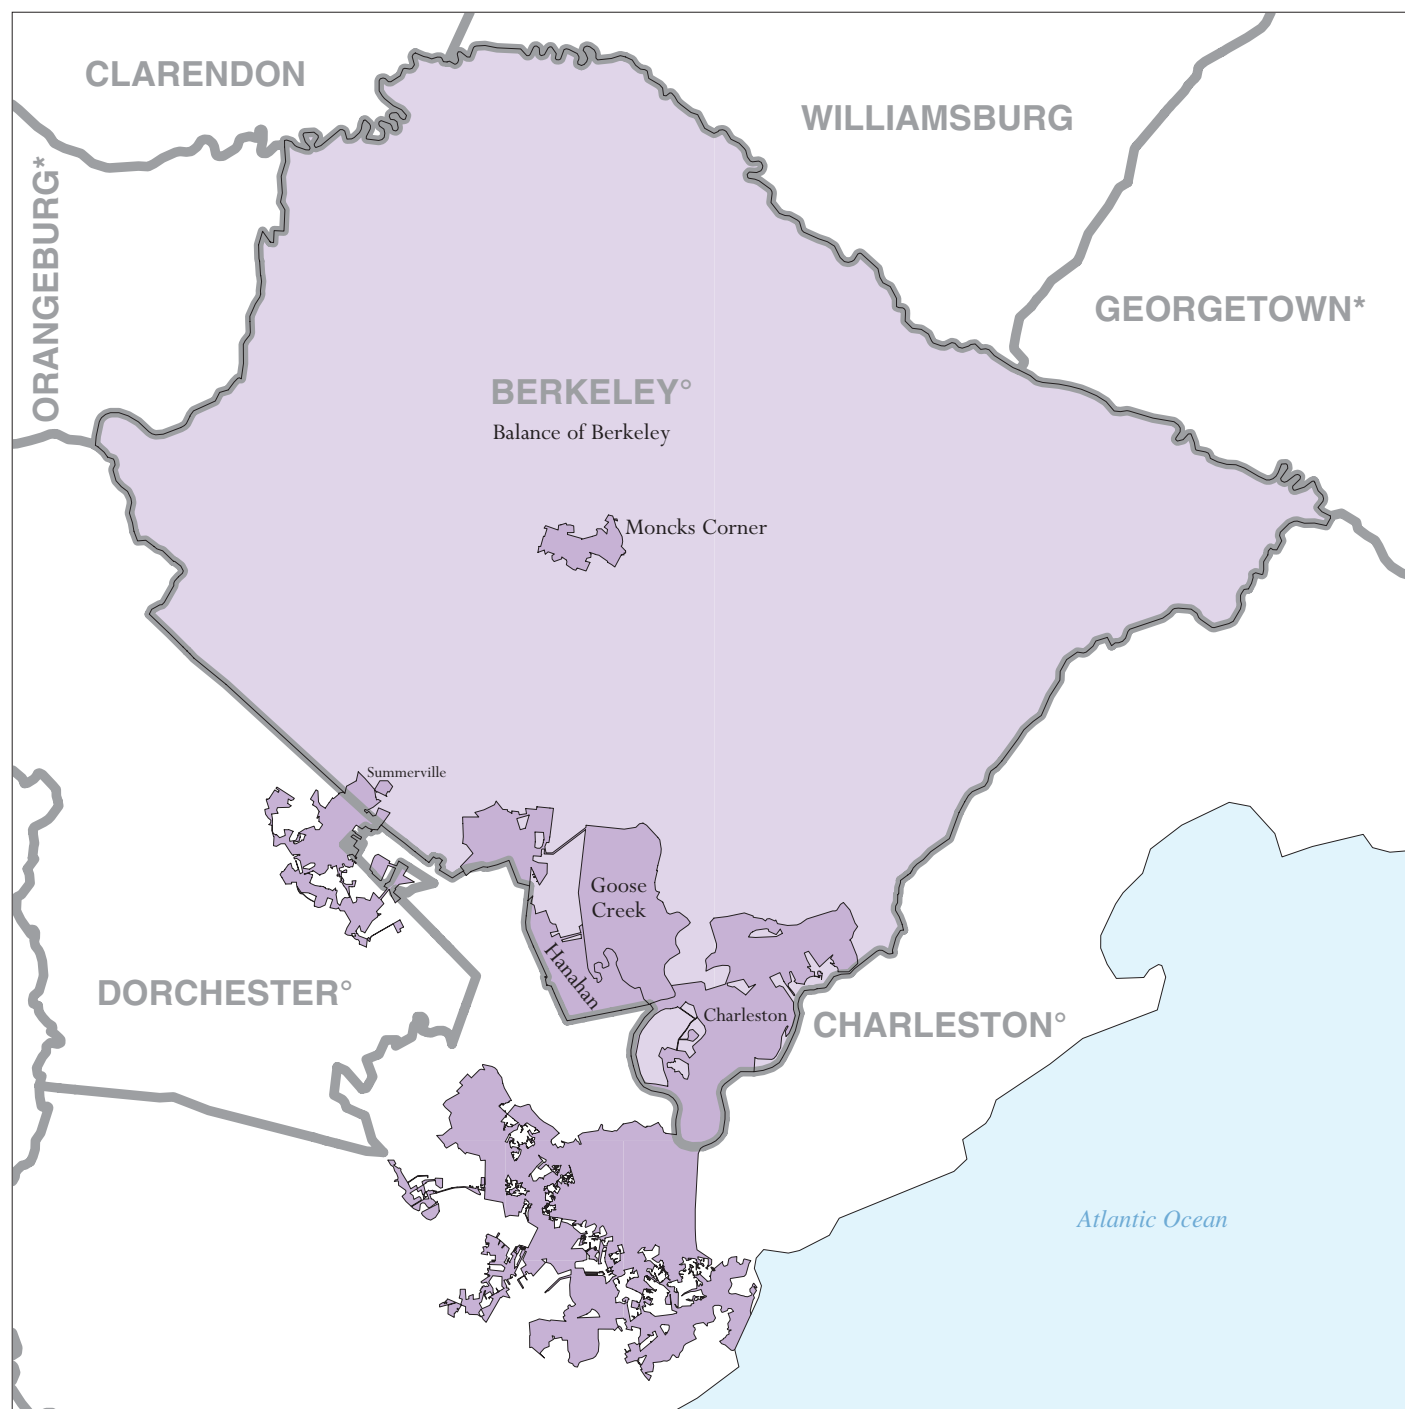 CLARENDON
WILLIAMSBURG
ORANGEBURG*
GEORGETOWN*
BERKELEY°
Balance of Berkeley
Moncks Corner
Summerville
Goose
Creek
Hanahan
DORCHESTER°
Charleston
CHARLESTON°
Atlantic Ocean